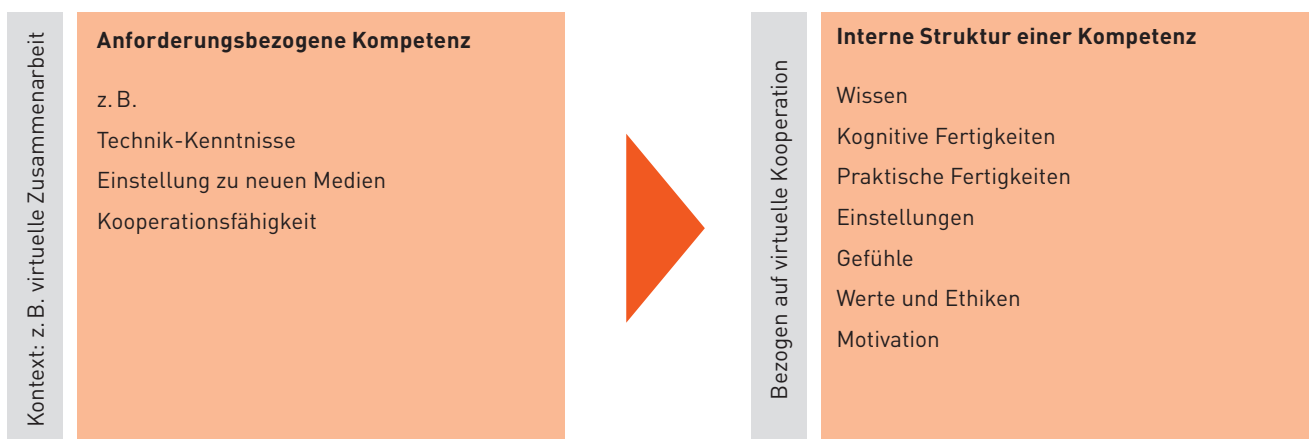 Kontext: z. B. virtuelle Zusammenarbeit
Anforderungsbezogene Kompetenz
z. B.
Technik-Kenntnisse
Einstellung zu neuen Medien
Kooperationsfähigkeit
Bezogen auf virtuelle Kooperation
Interne Struktur einer Kompetenz
Wissen
Kognitive Fertigkeiten
Praktische Fertigkeiten
Einstellungen
Gefühle
Werte und Ethiken
Motivation